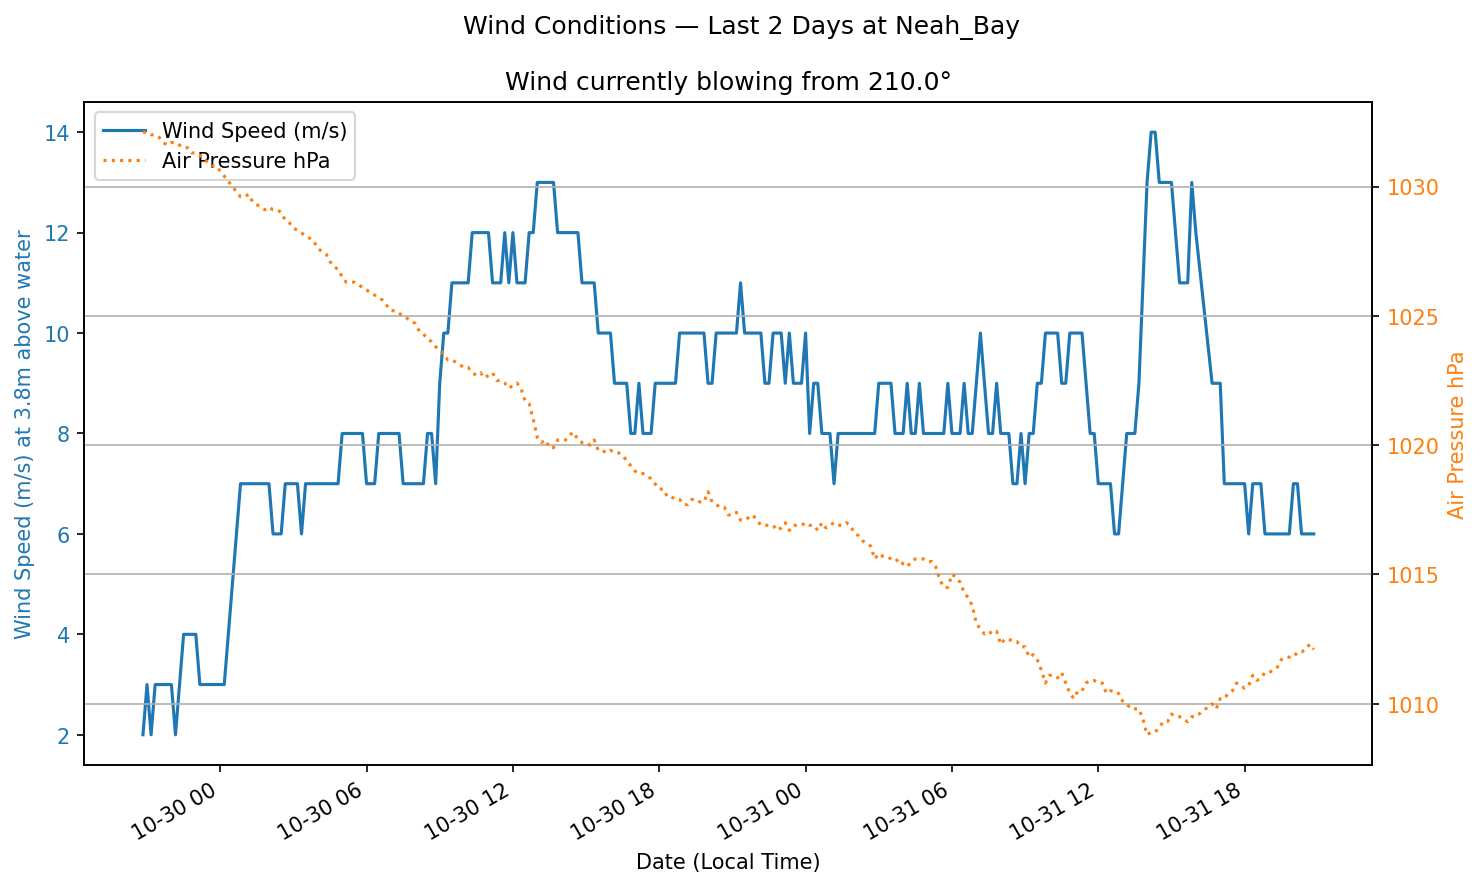 Wind Conditions — Last 2 Days at Neah_Bay
Wind currently blowing from 210.0°
Wind Speed (m/s)
Air Pressure hPa
Wind Speed (m/s) at 3.8m above water
14
12
10
8
6
4
2
1030
1025
1020
1015
1010
Air Pressure hPa
10-30 00
10-30 06
10-30 12
10-30 18
10-31 00
10-31 06
10-31 12
10-31 18
Date (Local Time)